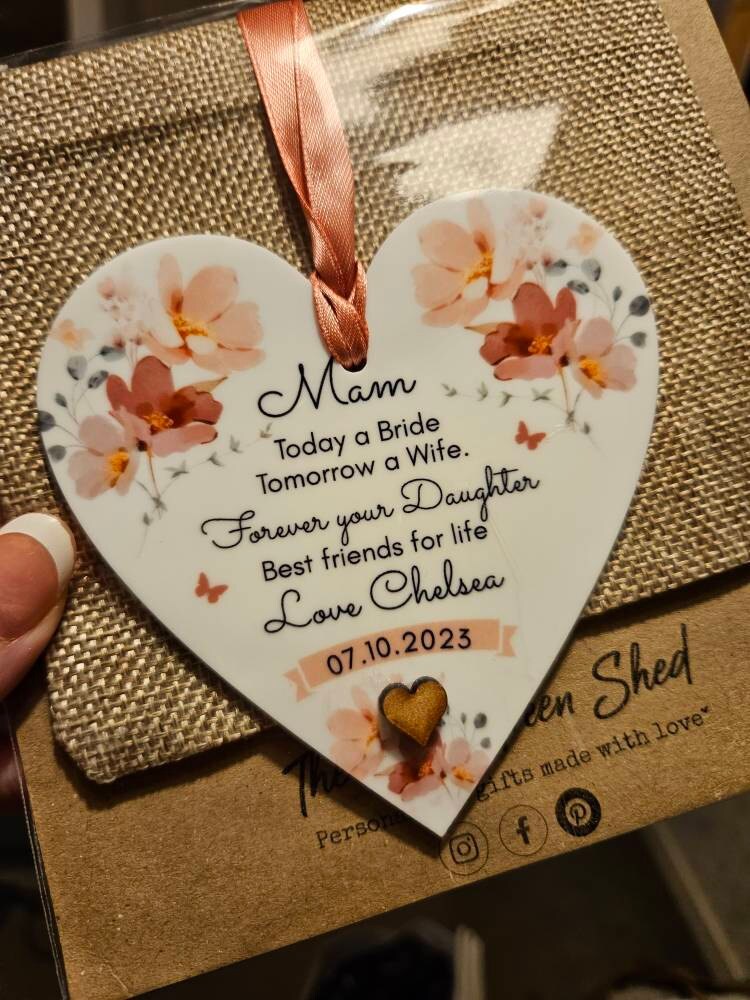 Mam
Today a Bride
Tomorrow a Wife.
Forever your Daughter
Best friends for life
Love Chelsea
07.10.2023
Shed
gifts made with love